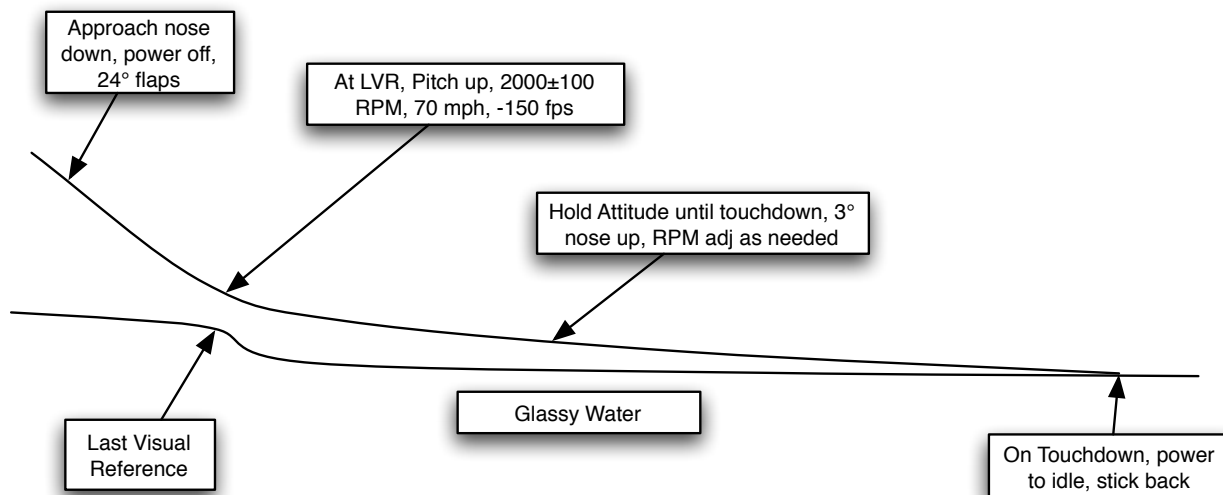 Approach nose
down, power off,
24° flaps
At LVR, Pitch up, 2000±100
RPM, 70 mph, -150 fps
Hold Attitude until touchdown, 3°
nose up, RPM adj as needed
Glassy Water
Last Visual
Reference
On Touchdown, power
to idle, stick back